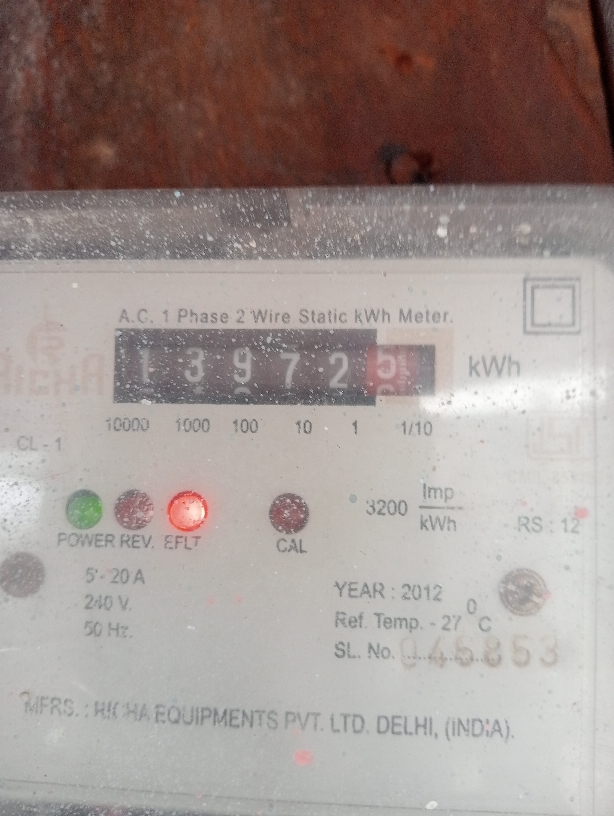 A.C. 1 Phase 2 Wire Static kWh Meter.
1 3 9 7 2 5 kWh
10000 1000 100 10 1 1/10
CL - 1
3200 Imp/kWh
RS : 12
POWER REV. EFLT CAL
5 - 20 A
240 V.
50 Hz.
YEAR : 2012
Ref. Temp. - 27 °C
SL. No. 045853
MFRS. : RICHA EQUIPMENTS PVT. LTD. DELHI, (INDIA).